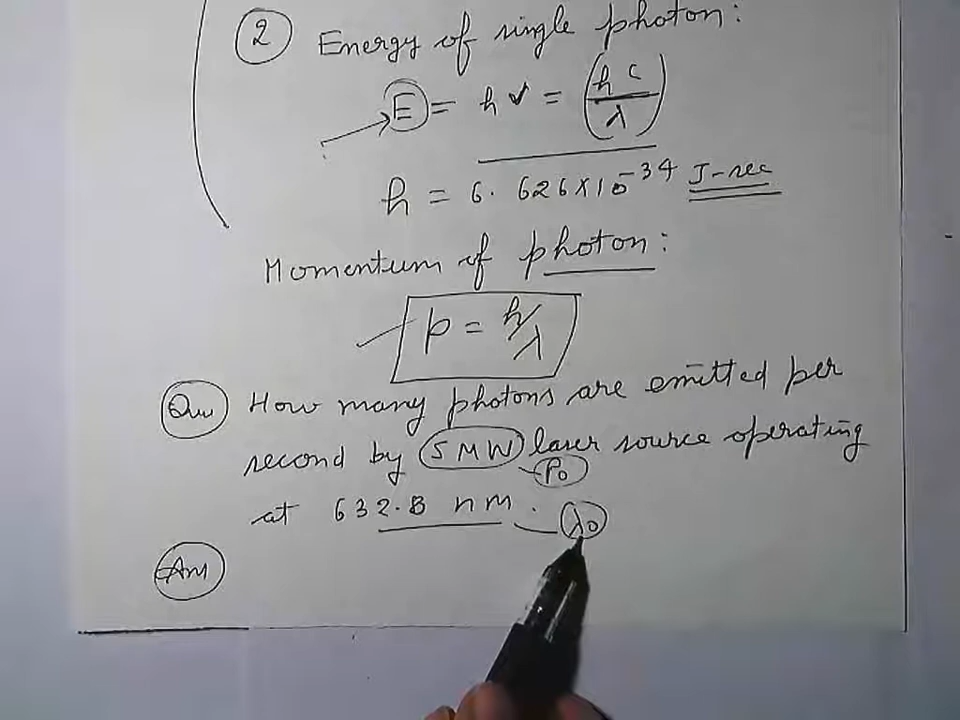 2 Energy of single photon:
E = hν = (hc/λ)
h = 6.626×10^-34 J-sec
Momentum of photon:
p = h/λ
Qu How many photons are emitted per
second by 5 MW laser source operating
P0
at 632.8 nm. λ0
Ans